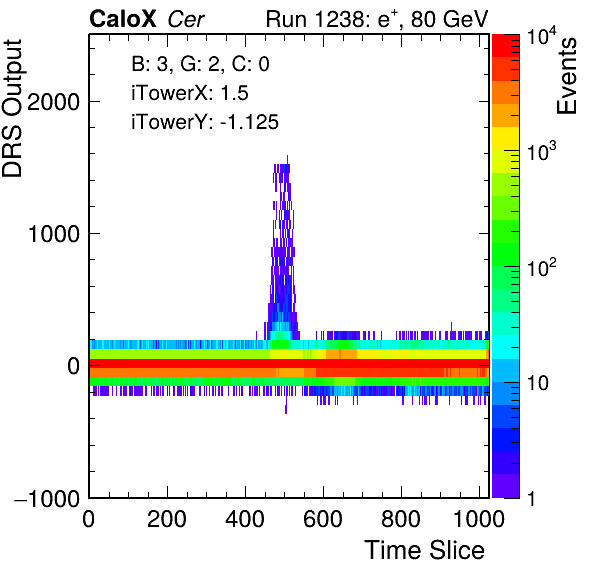 CaloX Cer Run 1238: e⁺, 80 GeV
B: 3, G: 2, C: 0
iTowerX: 1.5
iTowerY: -1.125
DRS Output
2000
1000
0
−1000
0 200 400 600 800 1000
Time Slice
Events
10⁴
10³
10²
10
1